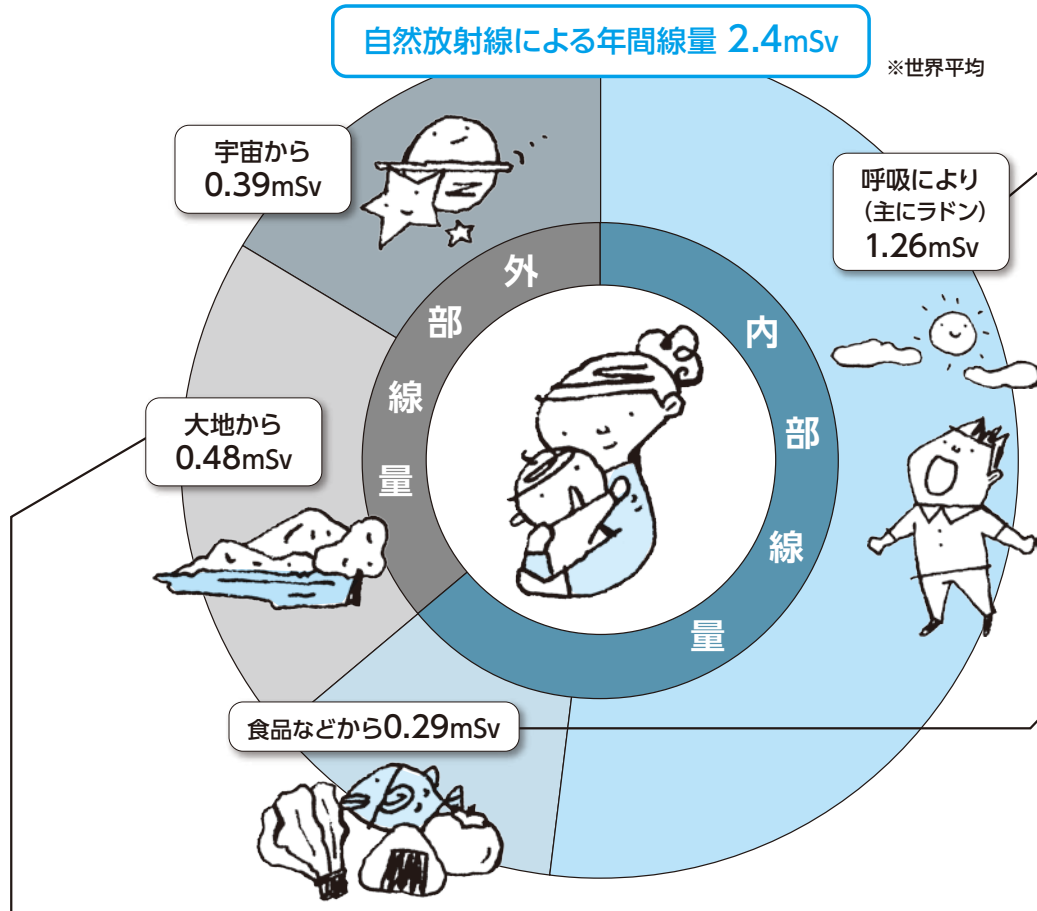 自然放射線による年間線量 2.4mSv
※世界平均
宇宙から
0.39mSv
呼吸により
(主にラドン)
1.26mSv
外部線量
内部線量
大地から
0.48mSv
食品などから0.29mSv